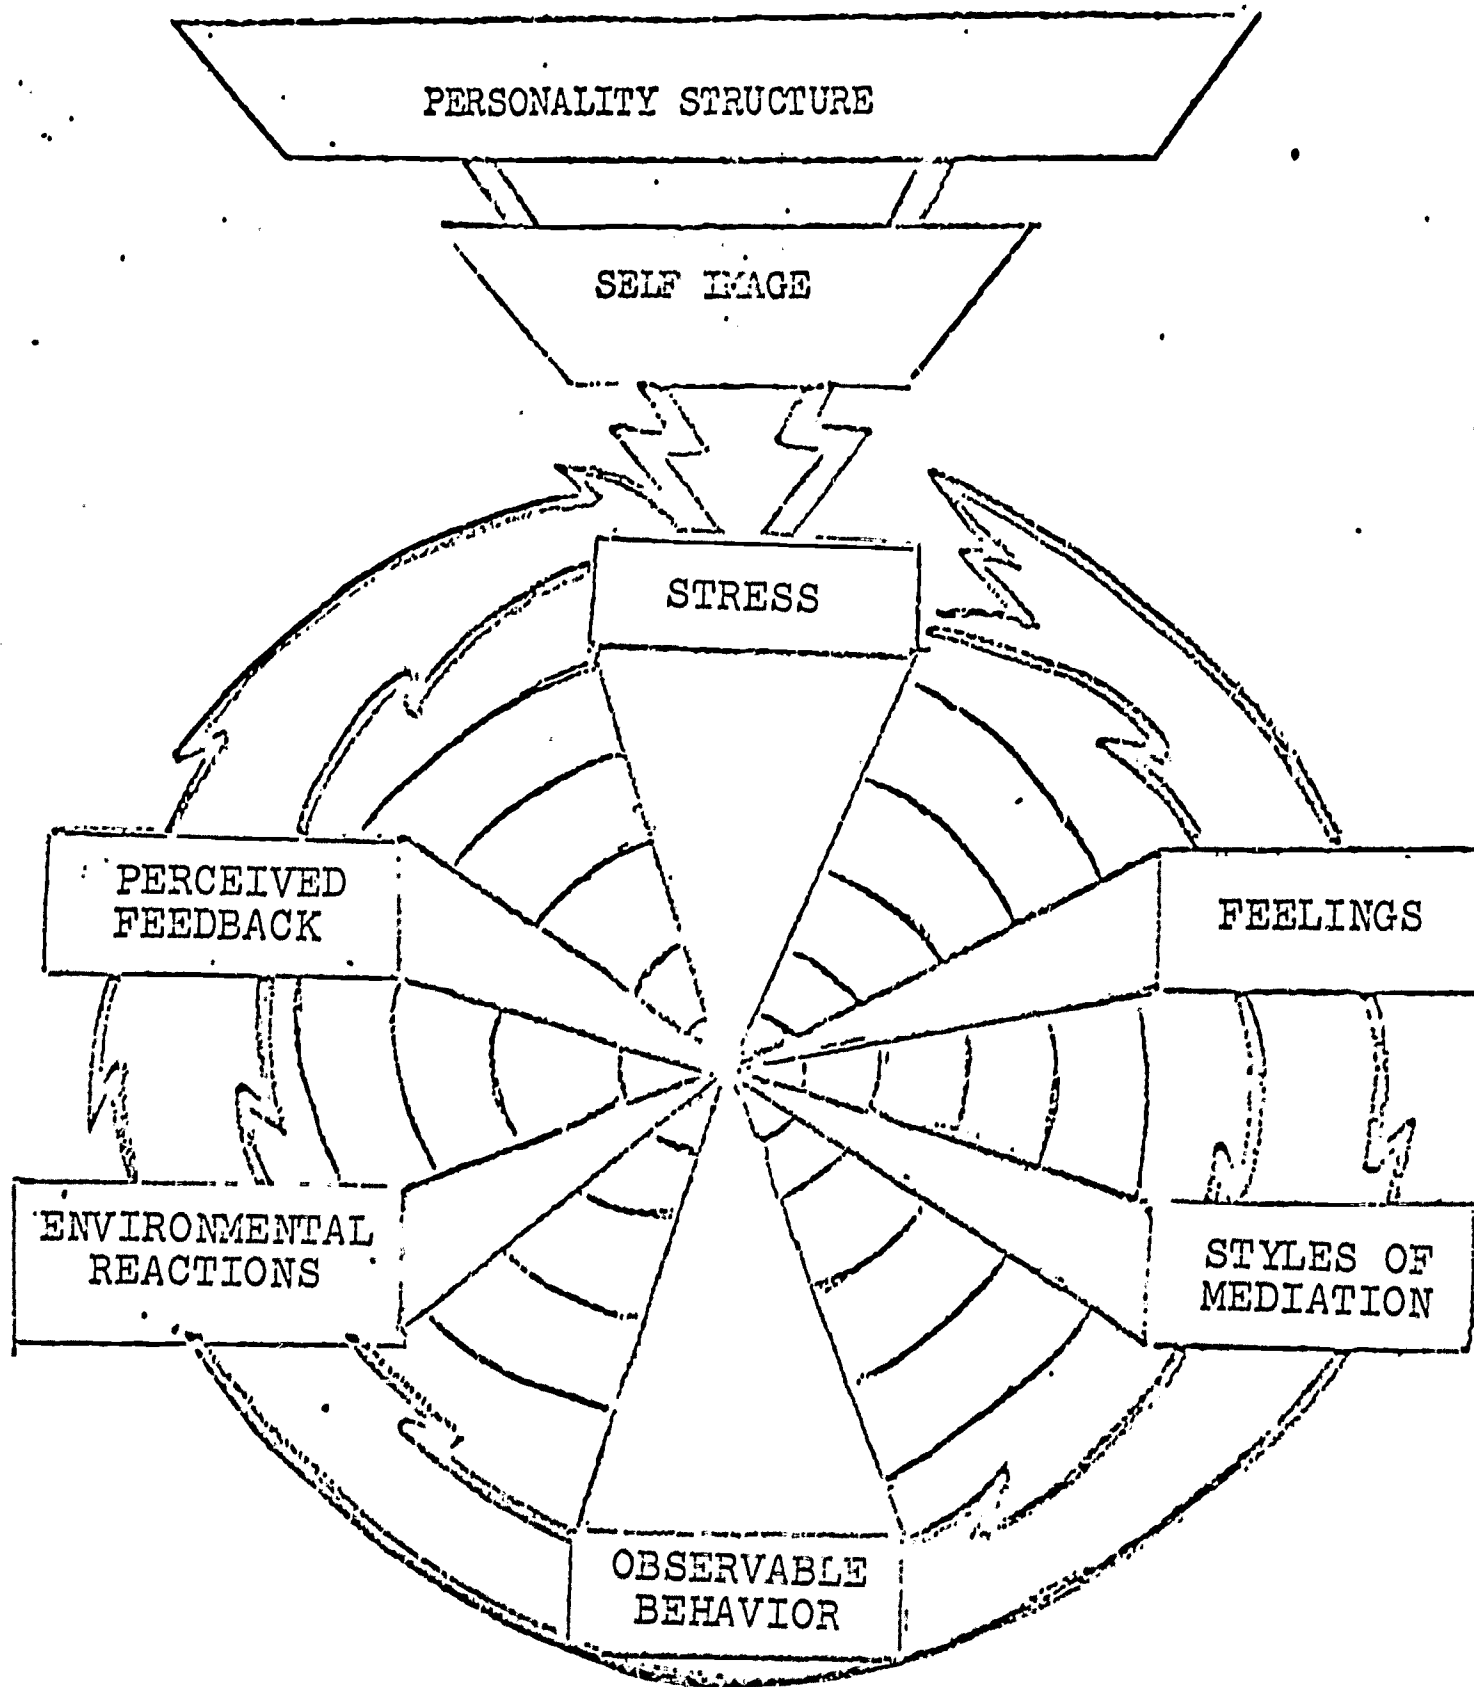 PERSONALITY STRUCTURE
SELF IMAGE
STRESS
PERCEIVED
FEEDBACK
FEELINGS
ENVIRONMENTAL
REACTIONS
STYLES OF
MEDIATION
OBSERVABLE
BEHAVIOR